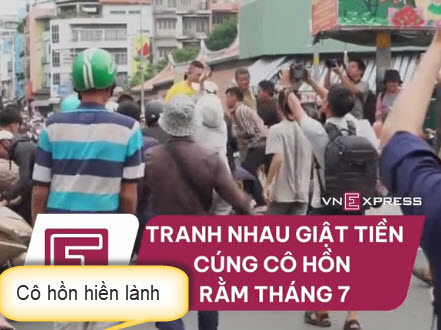 VNEXPRESS
TRANH NHAU GIẬT TIỀN
CÚNG CÔ HỒN
RẰM THÁNG 7
E
Cô hồn hiền lành